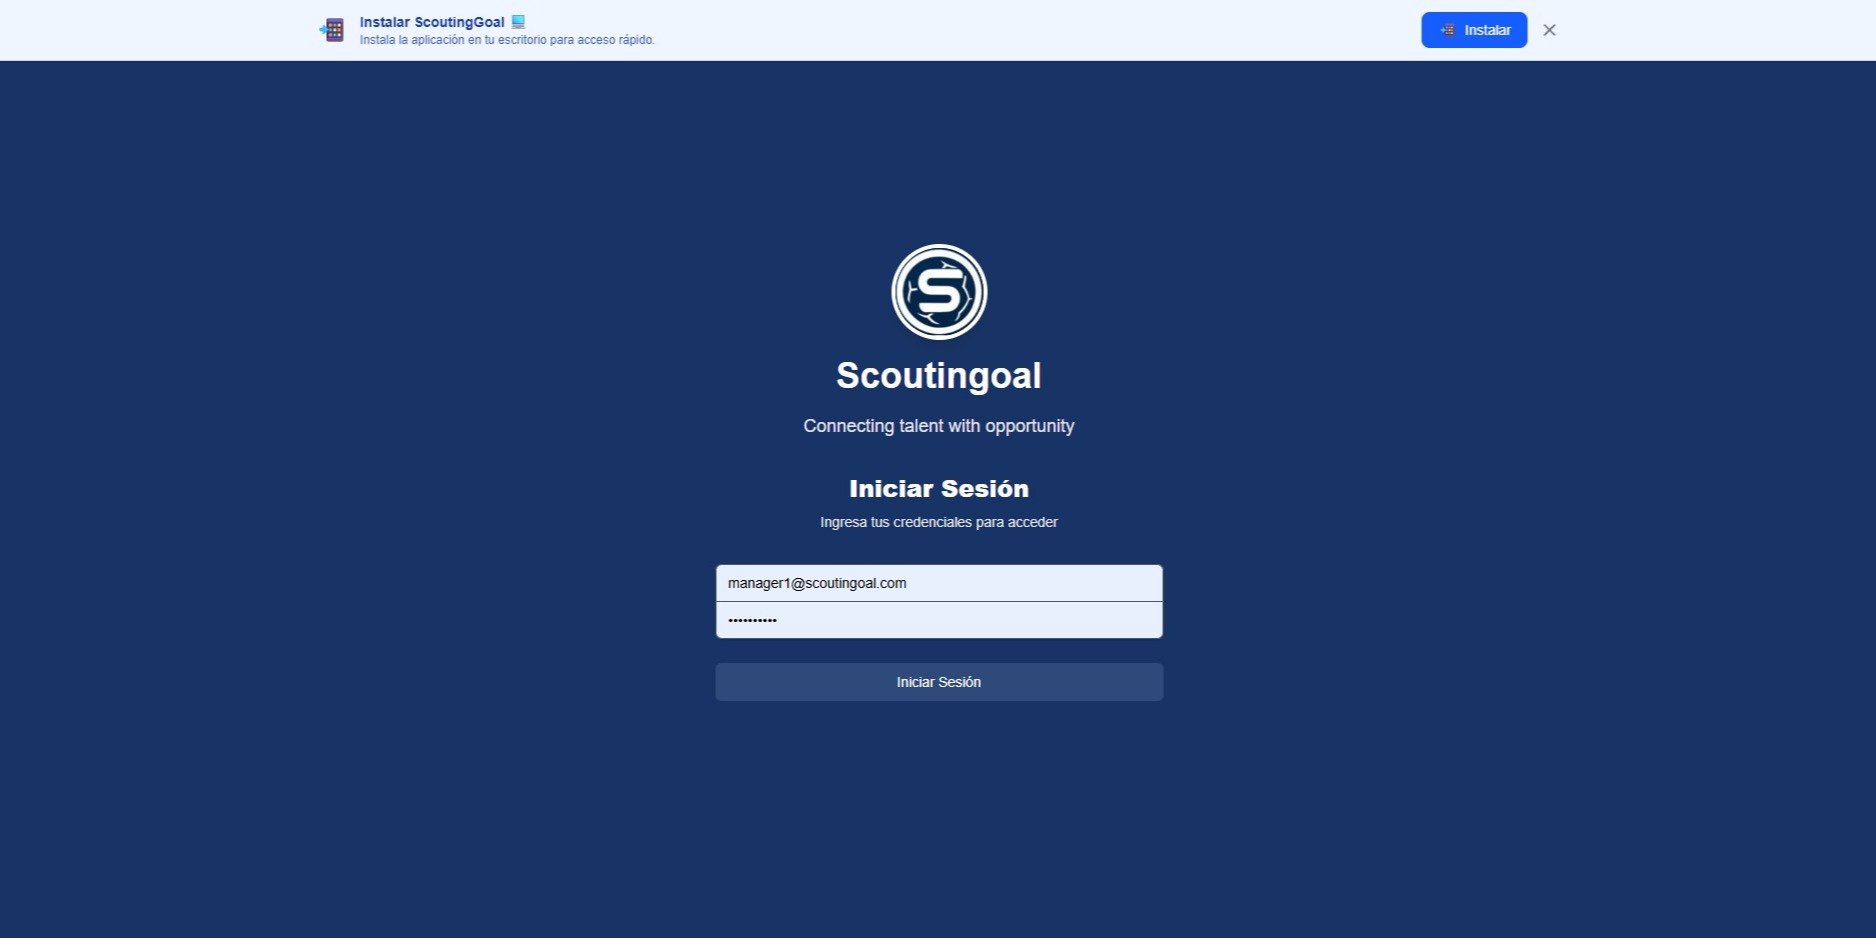 Instalar ScoutingGoal
Instala la aplicación en tu escritorio para acceso rápido.
Instalar
S
Scoutingoal
Connecting talent with opportunity
Iniciar Sesión
Ingresa tus credenciales para acceder
manager1@scoutingoal.com
••••••••••
Iniciar Sesión